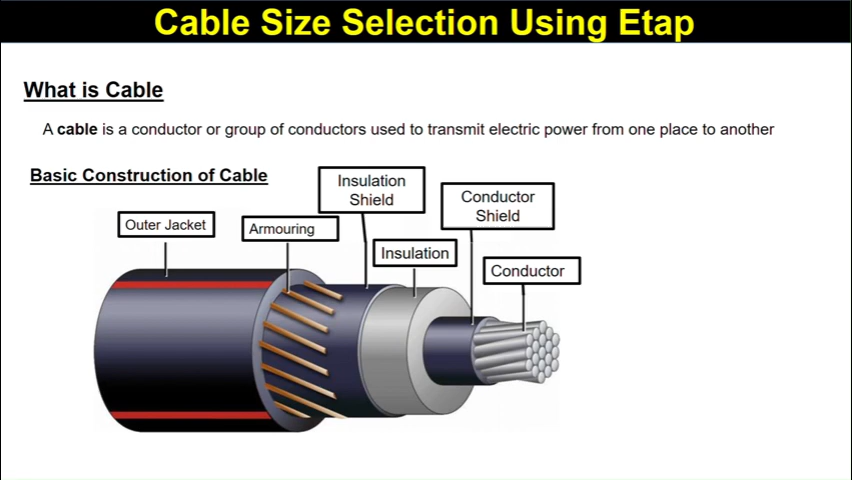 Cable Size Selection Using Etap
What is Cable
A cable is a conductor or group of conductors used to transmit electric power from one place to another
Basic Construction of Cable
Insulation
Shield
Conductor
Shield
Outer Jacket
Armouring
Insulation
Conductor